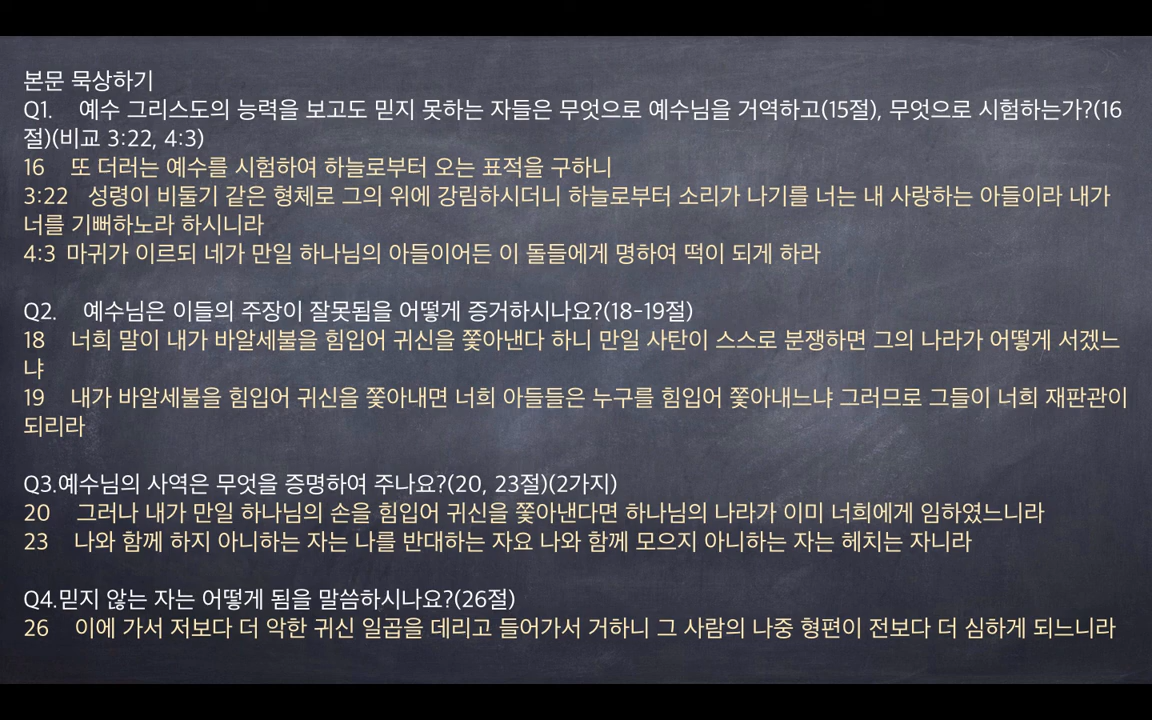 본문 묵상하기
Q1. 예수 그리스도의 능력을 보고도 믿지 못하는 자들은 무엇으로 예수님을 거역하고(15절), 무엇으로 시험하는가?(16
절)(비교 3:22, 4:3)
16 또 더러는 예수를 시험하여 하늘로부터 오는 표적을 구하니
3:22 성령이 비둘기 같은 형체로 그의 위에 강림하시더니 하늘로부터 소리가 나기를 너는 내 사랑하는 아들이라 내가
너를 기뻐하노라 하시니라
4:3 마귀가 이르되 네가 만일 하나님의 아들이어든 이 돌들에게 명하여 떡이 되게 하라
Q2. 예수님은 이들의 주장이 잘못됨을 어떻게 증거하시나요?(18-19절)
18 너희 말이 내가 바알세불을 힘입어 귀신을 쫓아낸다 하니 만일 사탄이 스스로 분쟁하면 그의 나라가 어떻게 서겠느
냐
19 내가 바알세불을 힘입어 귀신을 쫓아내면 너희 아들들은 누구를 힘입어 쫓아내느냐 그러므로 그들이 너희 재판관이
되리라
Q3.예수님의 사역은 무엇을 증명하여 주나요?(20, 23절)(2가지)
20 그러나 내가 만일 하나님의 손을 힘입어 귀신을 쫓아낸다면 하나님의 나라가 이미 너희에게 임하였느니라
23 나와 함께 하지 아니하는 자는 나를 반대하는 자요 나와 함께 모으지 아니하는 자는 헤치는 자니라
Q4.믿지 않는 자는 어떻게 됨을 말씀하시나요?(26절)
26 이에 가서 저보다 더 악한 귀신 일곱을 데리고 들어가서 거하니 그 사람의 나중 형편이 전보다 더 심하게 되느니라